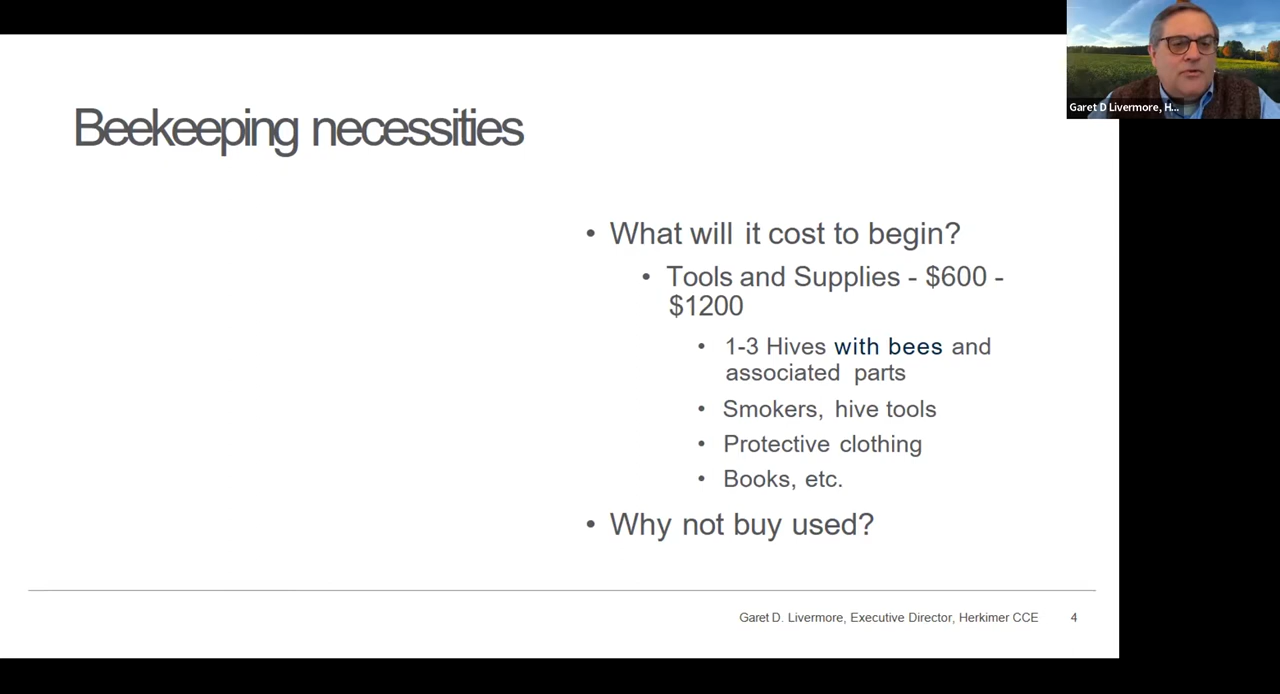 Garet D Livermore, H...
Beekeeping necessities
• What will it cost to begin?
• Tools and Supplies - $600 -
$1200
• 1-3 Hives with bees and
associated parts
• Smokers, hive tools
• Protective clothing
• Books, etc.
• Why not buy used?
Garet D. Livermore, Executive Director, Herkimer CCE 4